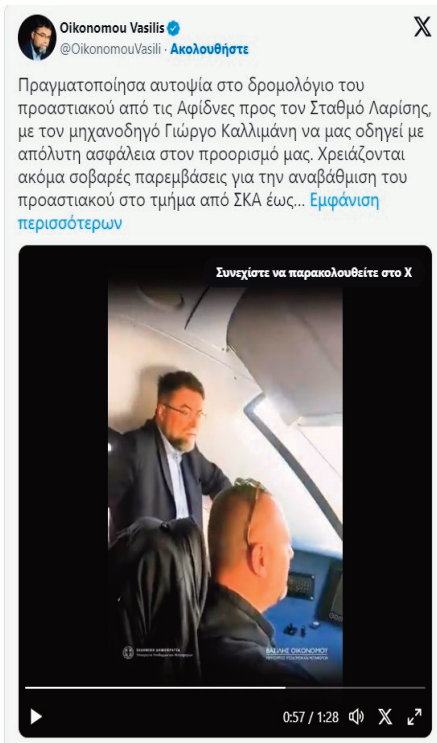 Oikonomou Vasilis
X
@OikonomouVasili · Ακολουθήστε
Πραγματοποίησα αυτοψία στο δρομολόγιο του
προαστιακού από τις Αφίδνες προς τον Σταθμό Λαρίσης,
με τον μηχανοδηγό Γιώργο Καλλιμάνη να μας οδηγεί με
απόλυτη ασφάλεια στον προορισμό μας. Χρειάζονται
ακόμα σοβαρές παρεμβάσεις για την αναβάθμιση του
προαστιακού στο τμήμα από ΣΚΑ έως... Εμφάνιση
περισσότερων
Συνεχίστε να παρακολουθείτε στο X
ΕΛΛΗΝΙΚΗ ΔΗΜΟΚΡΑΤΙΑ
ΒΑΣΙΛΗΣ ΟΙΚΟΝΟΜΟΥ
0:57 / 1:28
X